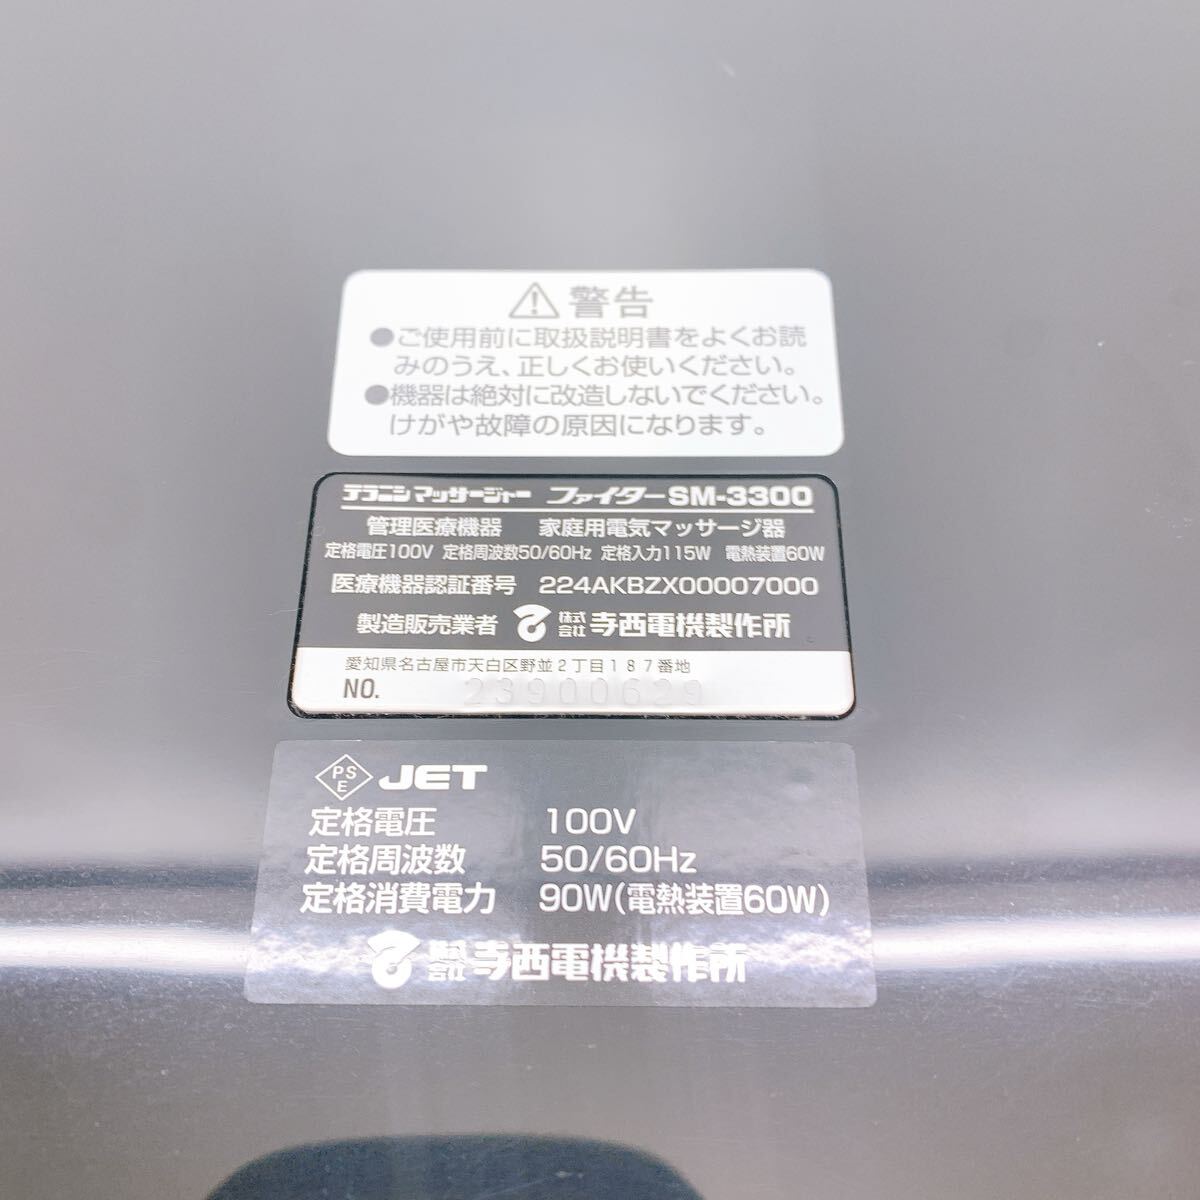 警告
●ご使用前に取扱説明書をよくお読
みのうえ、正しくお使いください。
●機器は絶対に改造しないでください。
けがや故障の原因になります。
テラニシ マッサージャー ファイター SM-3300
管理医療機器 家庭用電気マッサージ器
定格電圧100V 定格周波数50/60Hz 定格入力115W 電熱装置60W
医療機器認証番号 224AKBZX00007000
製造販売業者 株式会社 寺西電機製作所
愛知県名古屋市天白区野並2丁目187番地
NO. 23900629
PSE JET
定格電圧 100V
定格周波数 50/60Hz
定格消費電力 90W(電熱装置60W)
株式会社 寺西電機製作所